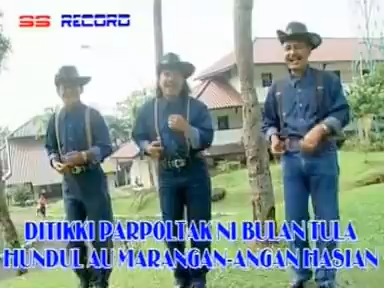 SS RECORD
DITIKKI PARPOLTAK NI BULAN TULA
HUNDUL AU MARANGAN-ANGAN HASIAN